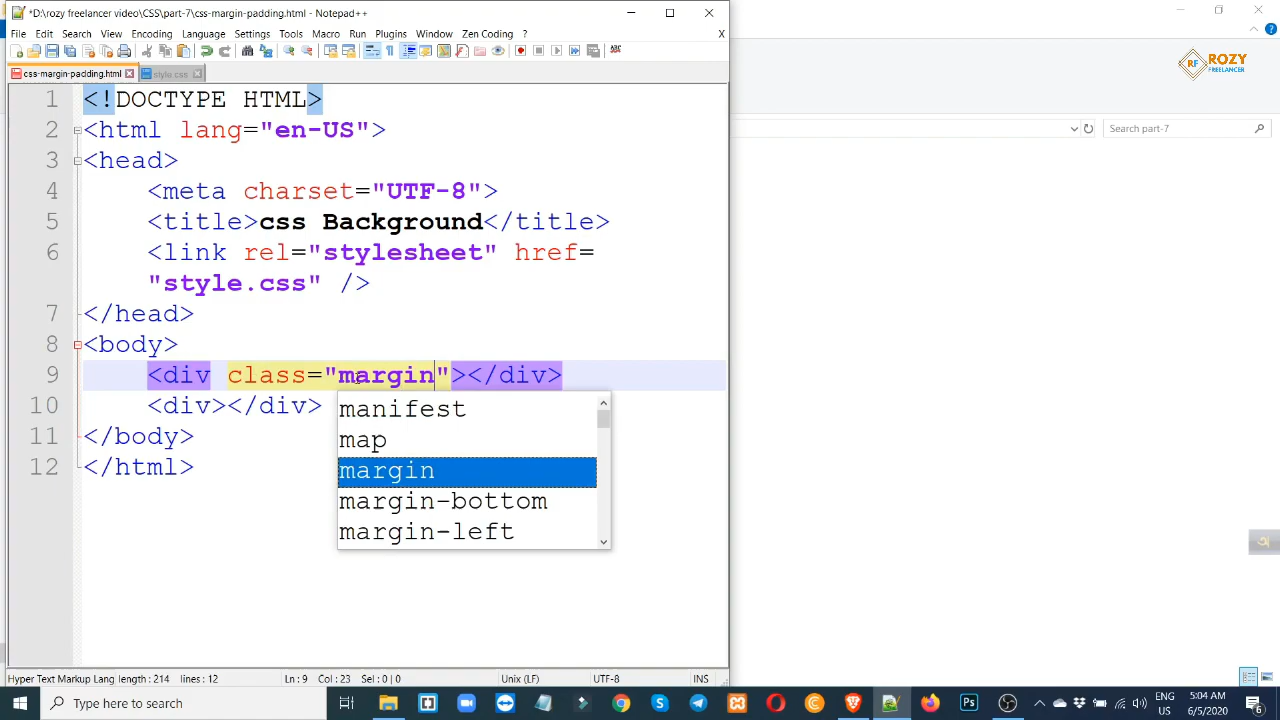 *D:\rozy freelancer video\CSS\part-7\css-margin-padding.html - Notepad++
File Edit Search View Encoding Language Settings Tools Macro Run Plugins Window Zen Coding ? X
css-margin-padding.html style.css
1 <!DOCTYPE HTML>
2 <html lang="en-US">
3 <head>
4 <meta charset="UTF-8">
5 <title>css Background</title>
6 <link rel="stylesheet" href=
"style.css" />
7 </head>
8 <body>
9 <div class="margin"></div>
10 <div></div>
11 </body>
12 </html>
manifest
map
margin
margin-bottom
margin-left
Hyper Text Markup Lang length : 214 lines : 12 Ln : 9 Col : 23 Sel : 0 | 0 Unix (LF) UTF-8 INS
RF ROZY
FREELANCER
Search part-7
Type here to search
ENG
US
5:04 AM
6/5/2020
6